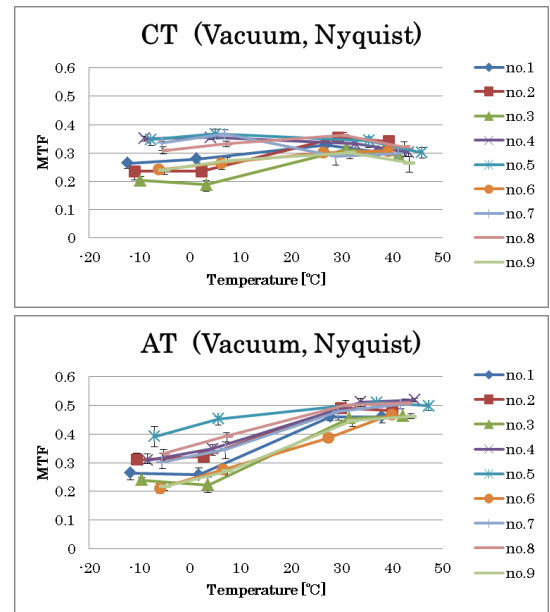 CT (Vacuum, Nyquist)
0.6
0.5
0.4
0.3
0.2
0.1
0
MTF
-20
-10
0
10
20
30
40
50
Temperature [℃]
no.1
no.2
no.3
no.4
no.5
no.6
no.7
no.8
no.9
AT (Vacuum, Nyquist)
0.6
0.5
0.4
0.3
0.2
0.1
0
MTF
-20
-10
0
10
20
30
40
50
Temperature [℃]
no.1
no.2
no.3
no.4
no.5
no.6
no.7
no.8
no.9